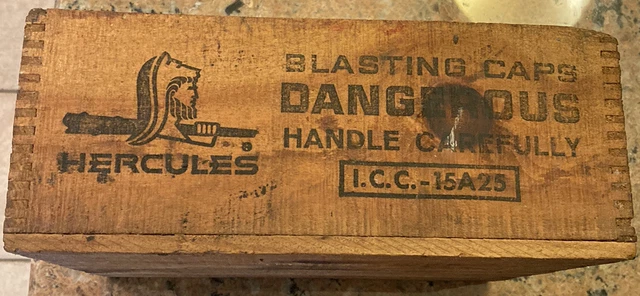 BLASTING CAPS
DANGEROUS
HANDLE CAREFULLY
I.C.C.-15A25
HERCULES